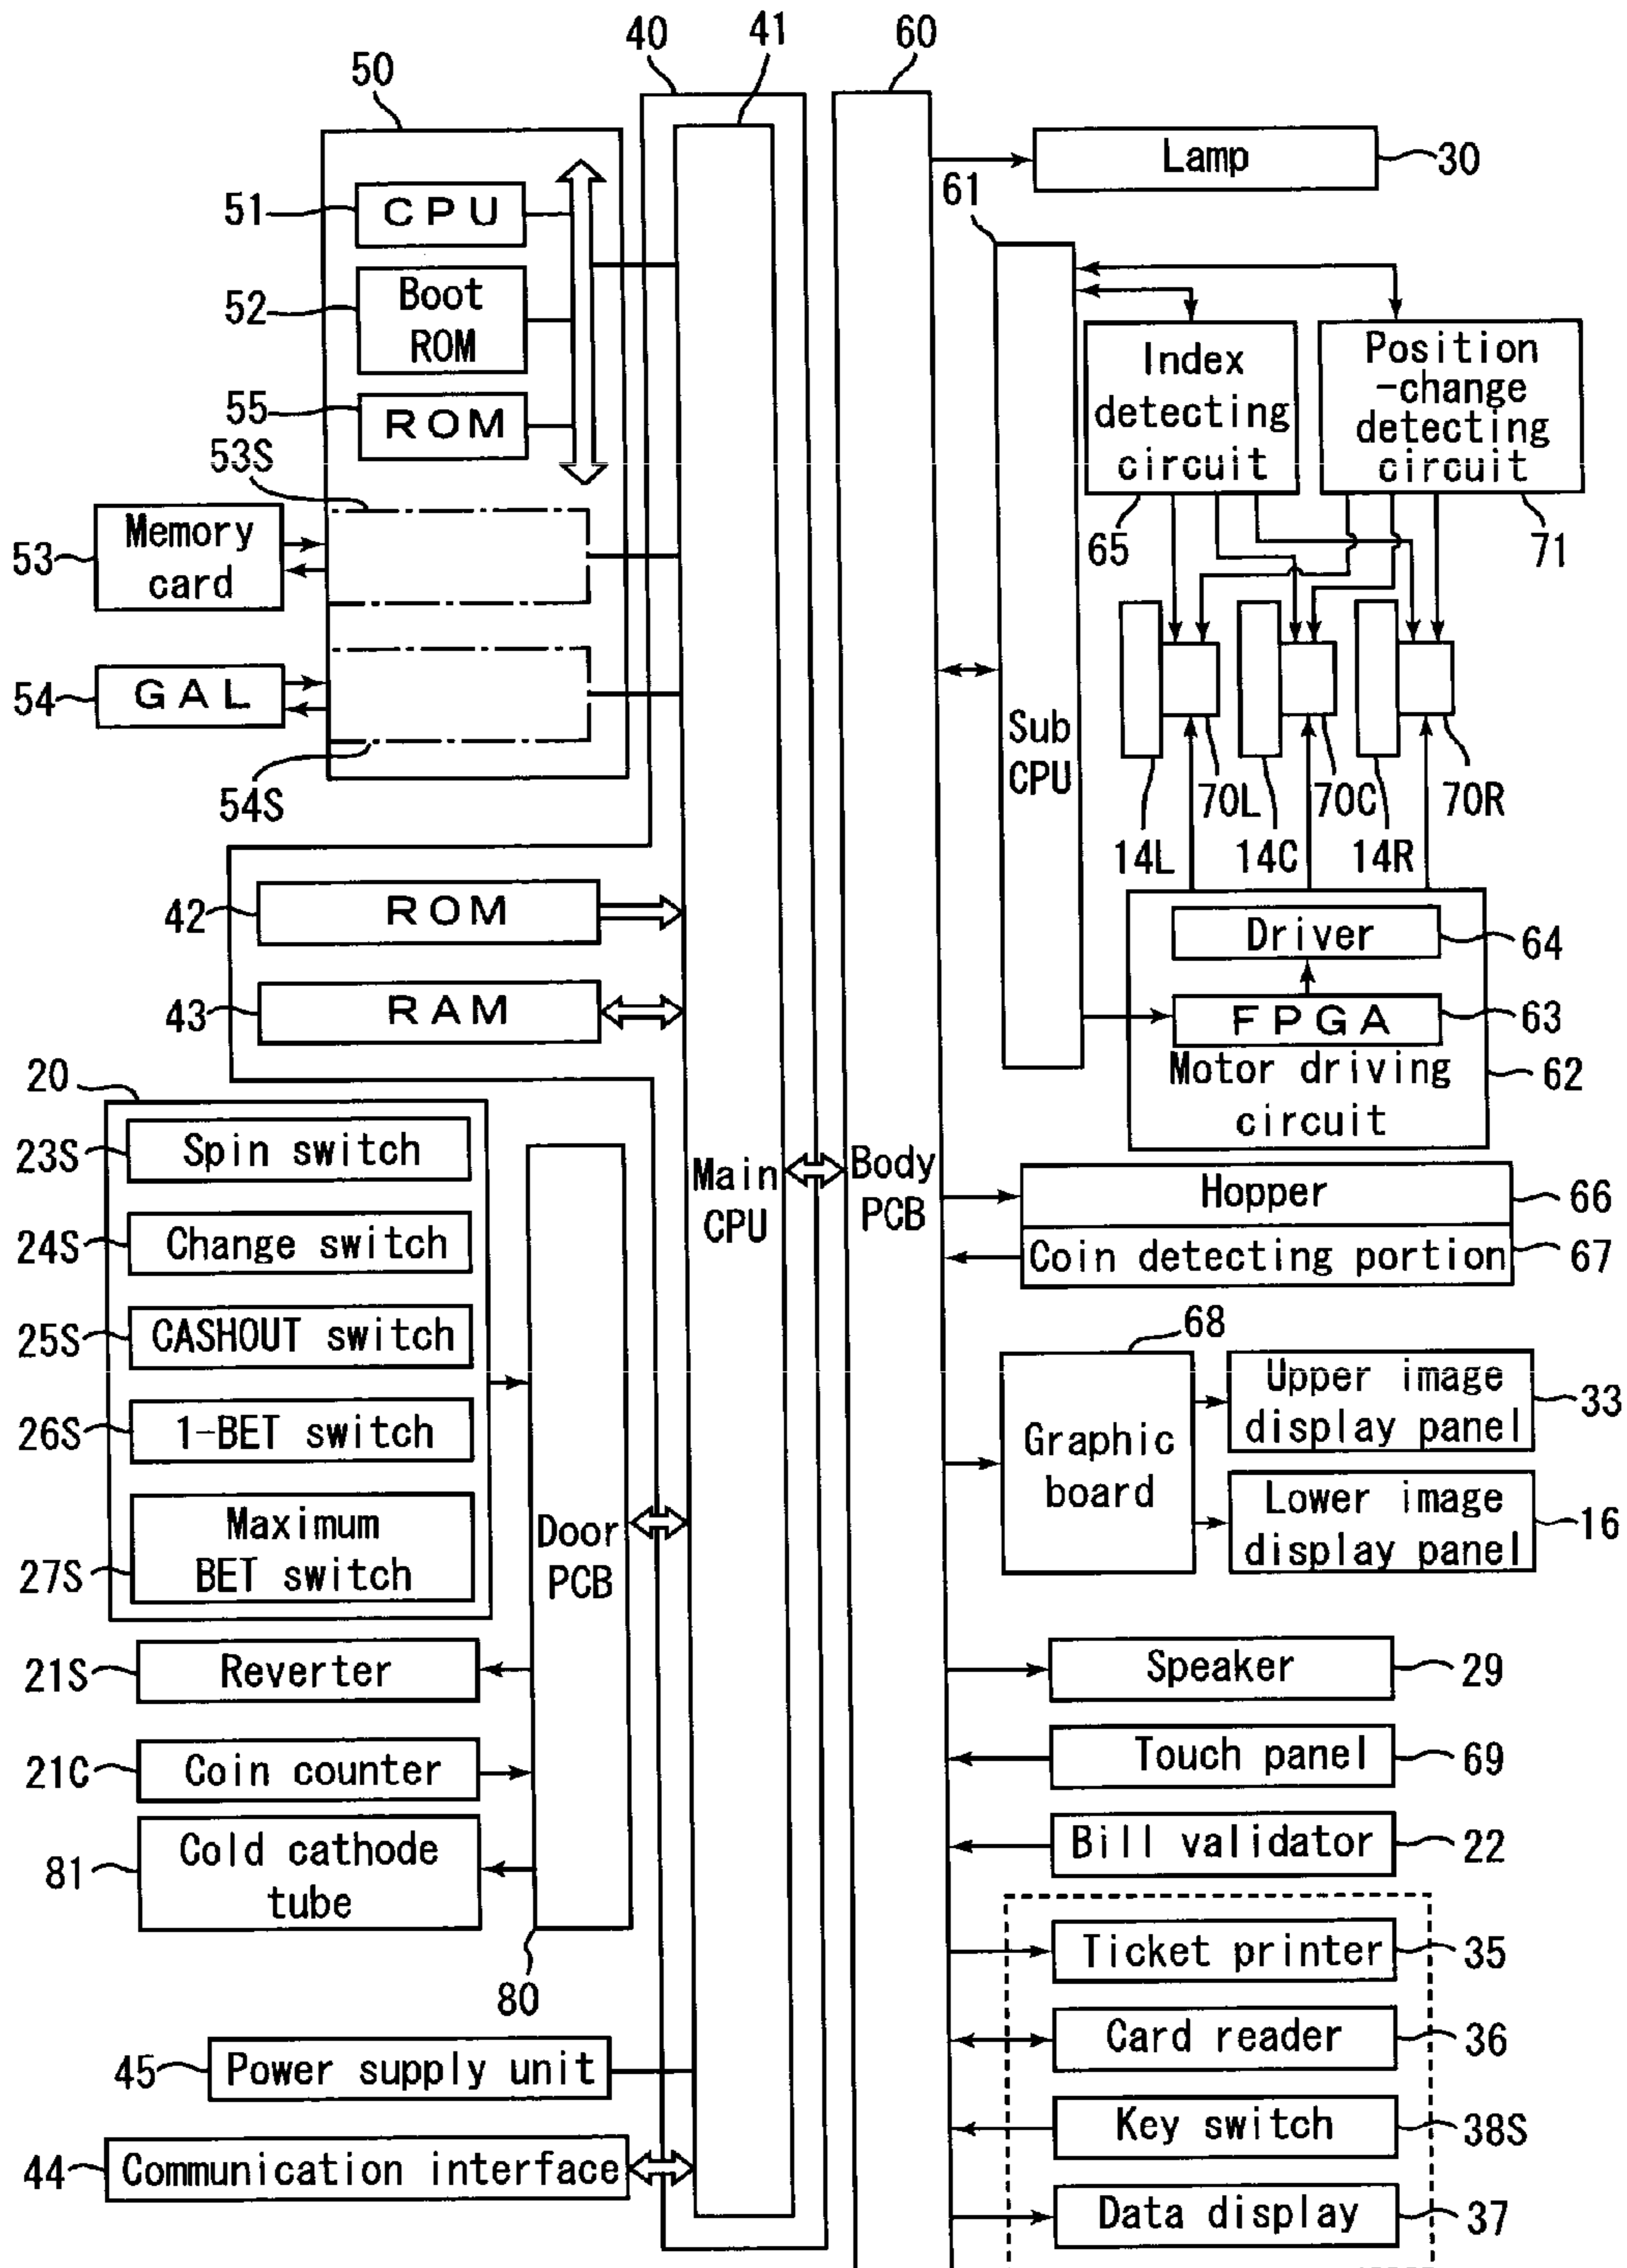 40
41
60
50
Lamp
30
51
CPU
61
52
Boot
ROM
Index
detecting
circuit
Position
-change
detecting
circuit
55
ROM
53S
Memory
card
53
65
71
GAL
54
Sub
CPU
54S
70L
70C
70R
14L
14C
14R
42
ROM
Driver
64
43
RAM
FPGA
63
Motor driving
circuit
62
20
23S
Spin switch
Main
CPU
Body
PCB
Hopper
66
24S
Change switch
Coin detecting portion
67
25S
CASHOUT switch
68
Upper image
display panel
33
26S
1-BET switch
Graphic
board
Lower image
display panel
16
27S
Maximum
BET switch
Door
PCB
21S
Reverter
Speaker
29
21C
Coin counter
Touch panel
69
81
Cold cathode
tube
Bill validator
22
80
Ticket printer
35
45
Power supply unit
Card reader
36
44
Communication interface
Key switch
38S
Data display
37